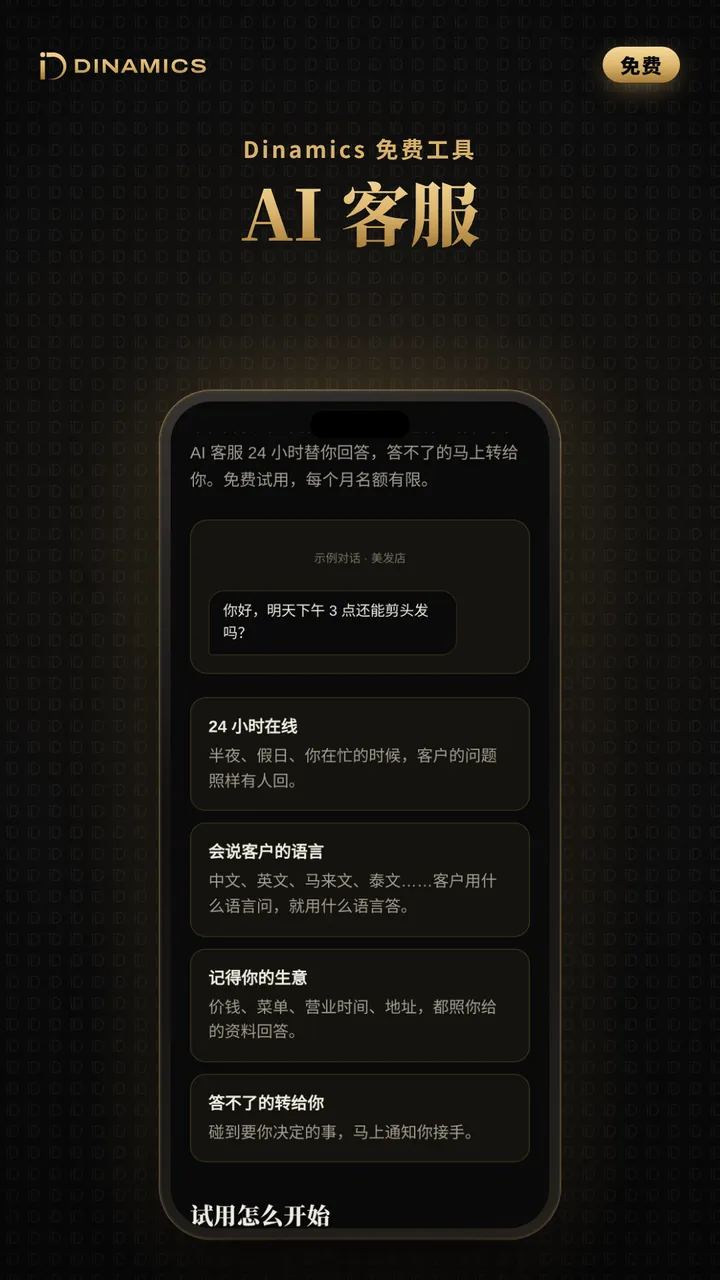 DINAMICS
免费
Dinamics 免费工具
AI 客服
AI 客服 24 小时替你回答，答不了的马上转给
你。免费试用，每个月名额有限。
示例对话 · 美发店
你好，明天下午 3 点还能剪头发
吗？
24 小时在线
半夜、假日、你在忙的时候，客户的问题
照样有人回。
会说客户的语言
中文、英文、马来文、泰文……客户用什
么语言问，就用什么语言答。
记得你的生意
价钱、菜单、营业时间、地址，都照你给
的资料回答。
答不了的转给你
碰到要你决定的事，马上通知你接手。
试用怎么开始